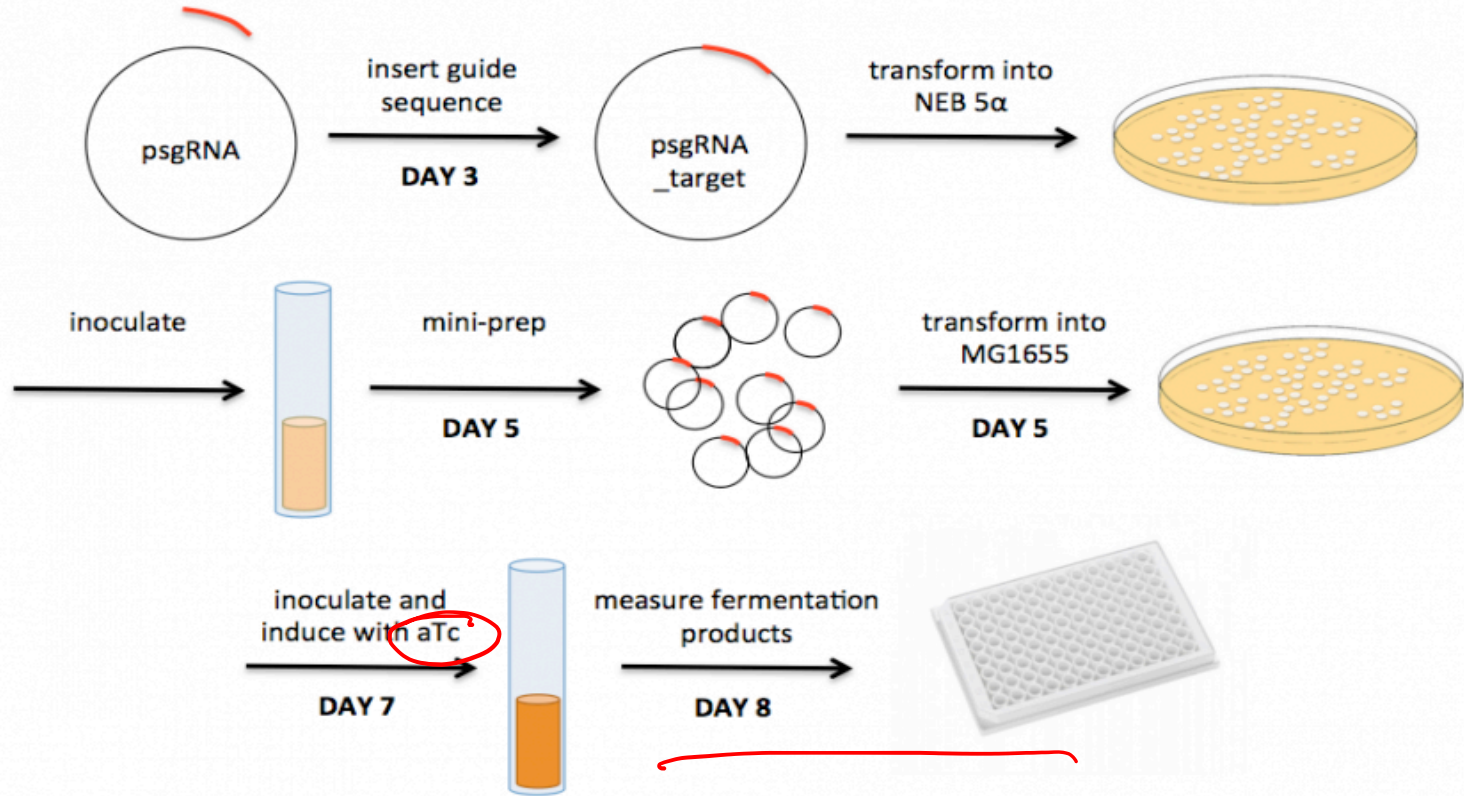 psgRNA
insert guide
sequence
DAY 3
psgRNA
_target
transform into
NEB 5α
inoculate
mini-prep
DAY 5
transform into
MG1655
DAY 5
inoculate and
induce with aTc
DAY 7
measure fermentation
products
DAY 8